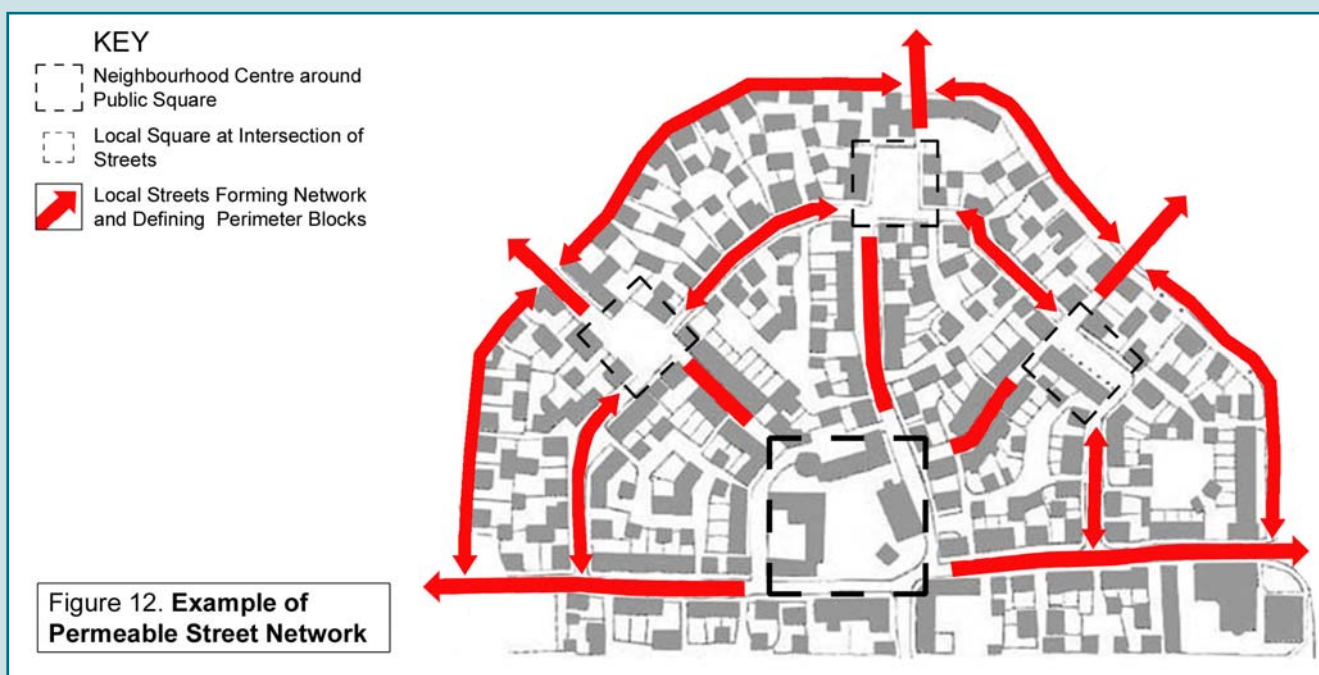 KEY
Neighbourhood Centre around
Public Square
Local Square at Intersection of
Streets
Local Streets Forming Network
and Defining Perimeter Blocks
Figure 12. Example of
Permeable Street Network